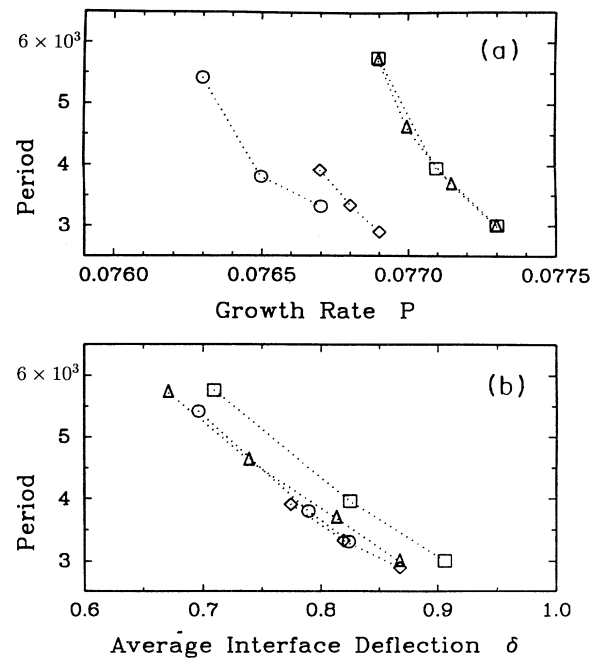 6 × 10³
(a)
5
4
3
Period
0.0760
0.0765
0.0770
0.0775
Growth Rate P
6 × 10³
(b)
5
4
3
Period
0.6
0.7
0.8
0.9
1.0
Average Interface Deflection δ